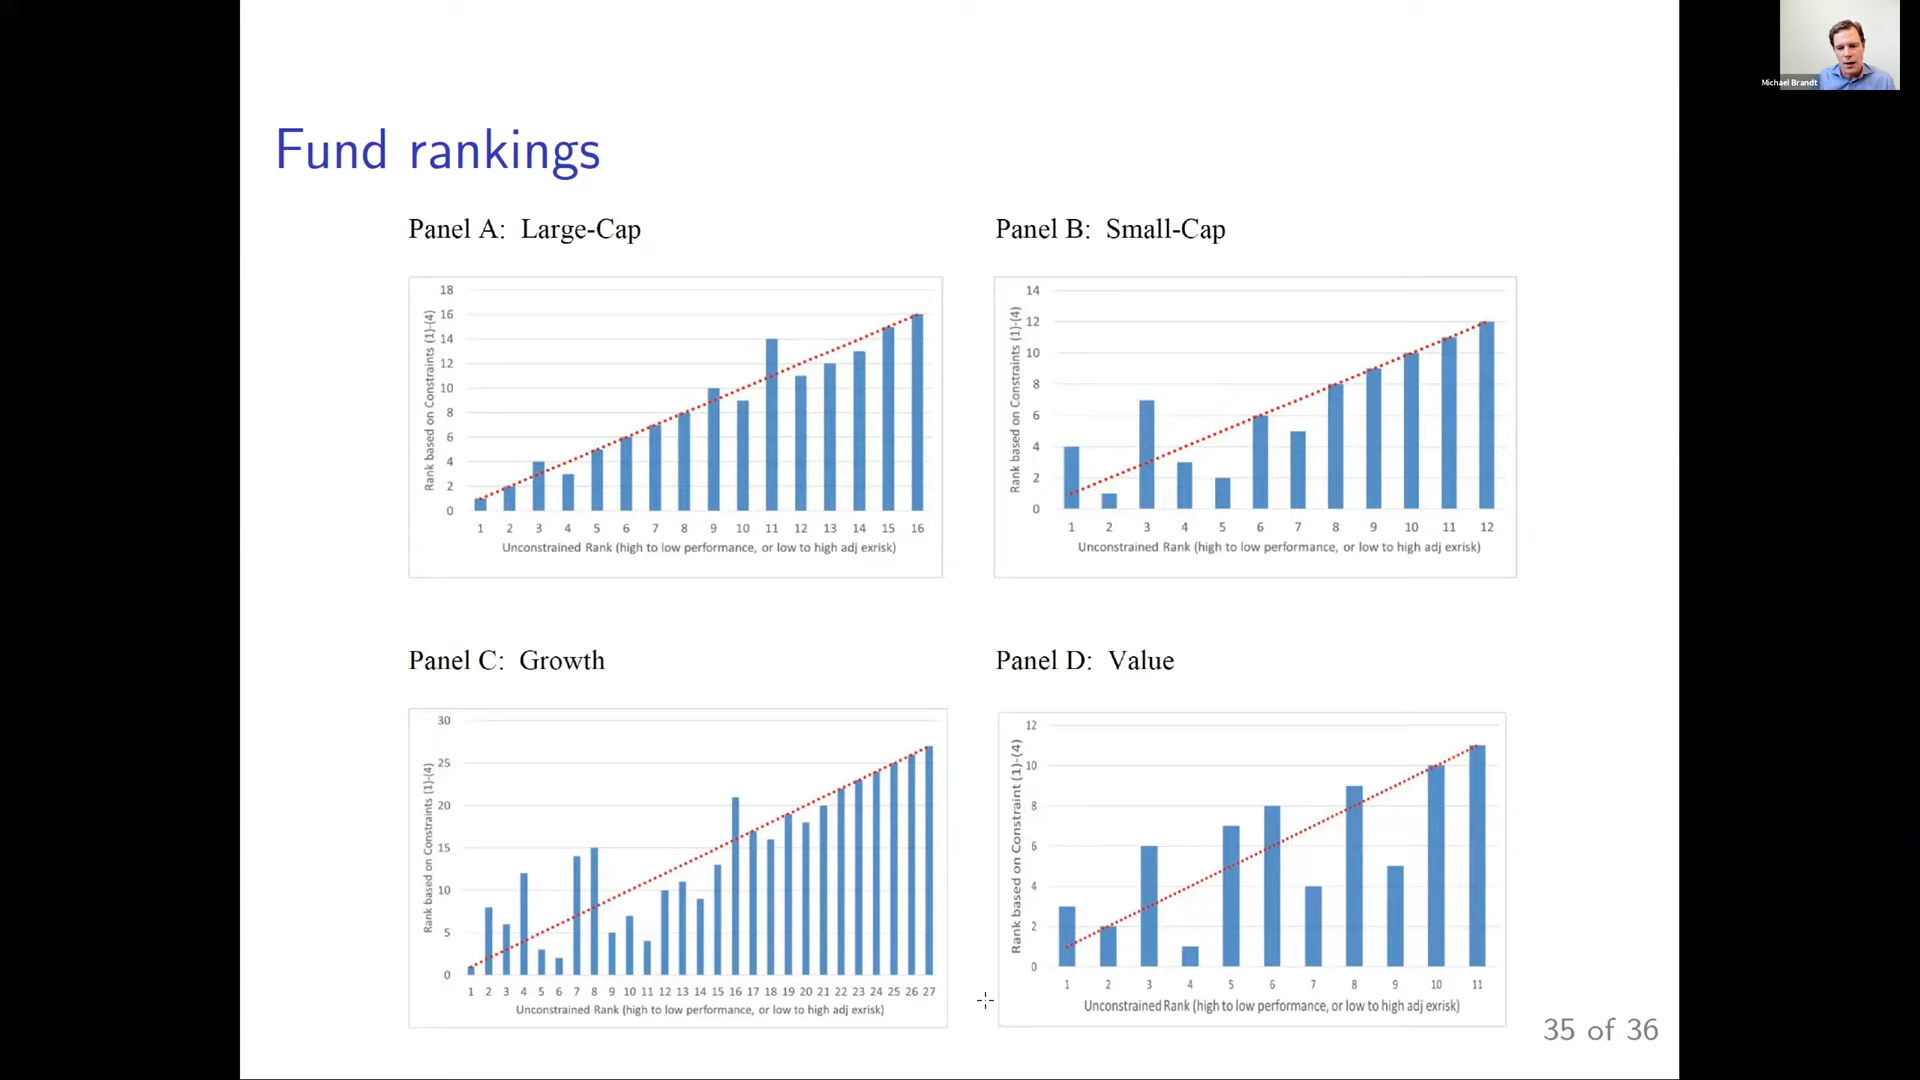 Michael Brandt
Fund rankings
Panel A: Large-Cap
Rank based on Constraints (1)-(4)
18
16
14
12
10
8
6
4
2
0
1 2 3 4 5 6 7 8 9 10 11 12 13 14 15 16
Unconstrained Rank (high to low performance, or low to high adj exrisk)
Panel B: Small-Cap
Rank based on Constraints (1)-(4)
14
12
10
8
6
4
2
0
1 2 3 4 5 6 7 8 9 10 11 12
Unconstrained Rank (high to low performance, or low to high adj exrisk)
Panel C: Growth
Rank based on Constraints (1)-(4)
30
25
20
15
10
5
0
1 2 3 4 5 6 7 8 9 10 11 12 13 14 15 16 17 18 19 20 21 22 23 24 25 26 27
Unconstrained Rank (high to low performance, or low to high adj exrisk)
Panel D: Value
Rank based on Constraint (1)-(4)
12
10
8
6
4
2
0
1 2 3 4 5 6 7 8 9 10 11
Unconstrained Rank (high to low performance, or low to high adj exrisk)
35 of 36